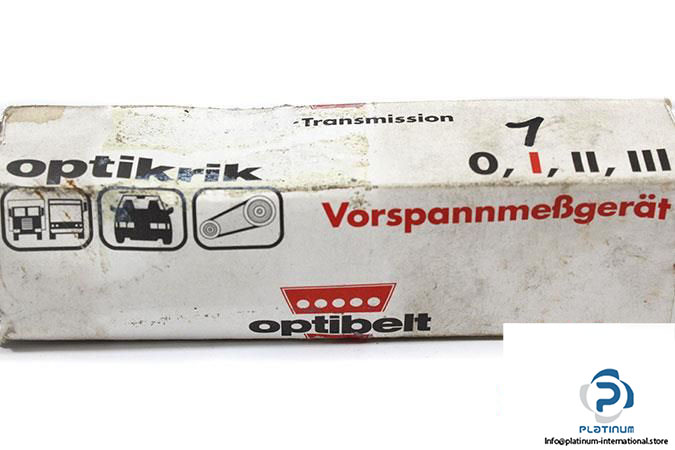 -Transmission
1
optikrik
0, I, II, III
Vorspannmeßgerät
optibelt
P
PLATINUM
Info@platinum-international.store